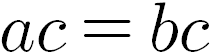 ac = bc